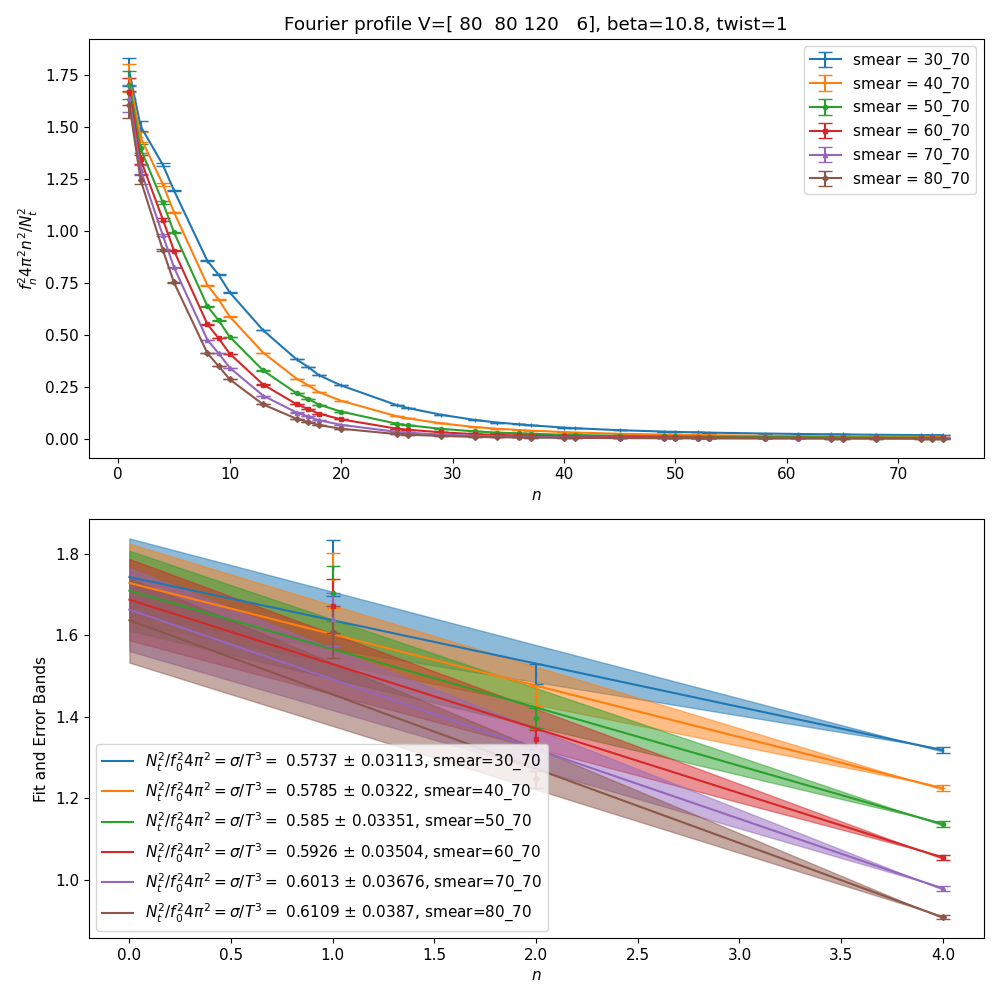 Fourier profile V=[ 80  80 120   6], beta=10.8, twist=1
f_n^2 4π^2 n^2/N_t^2
1.75
1.50
1.25
1.00
0.75
0.50
0.25
0.00
smear = 30_70
smear = 40_70
smear = 50_70
smear = 60_70
smear = 70_70
smear = 80_70
0 10 20 30 40 50 60 70
n
Fit and Error Bands
1.8
1.6
1.4
1.2
1.0
N_t^2/f_0^2 4π^2 = σ/T^3 = 0.5737 ± 0.03113, smear=30_70
N_t^2/f_0^2 4π^2 = σ/T^3 = 0.5785 ± 0.0322, smear=40_70
N_t^2/f_0^2 4π^2 = σ/T^3 = 0.585 ± 0.03351, smear=50_70
N_t^2/f_0^2 4π^2 = σ/T^3 = 0.5926 ± 0.03504, smear=60_70
N_t^2/f_0^2 4π^2 = σ/T^3 = 0.6013 ± 0.03676, smear=70_70
N_t^2/f_0^2 4π^2 = σ/T^3 = 0.6109 ± 0.0387, smear=80_70
0.0 0.5 1.0 1.5 2.0 2.5 3.0 3.5 4.0
n